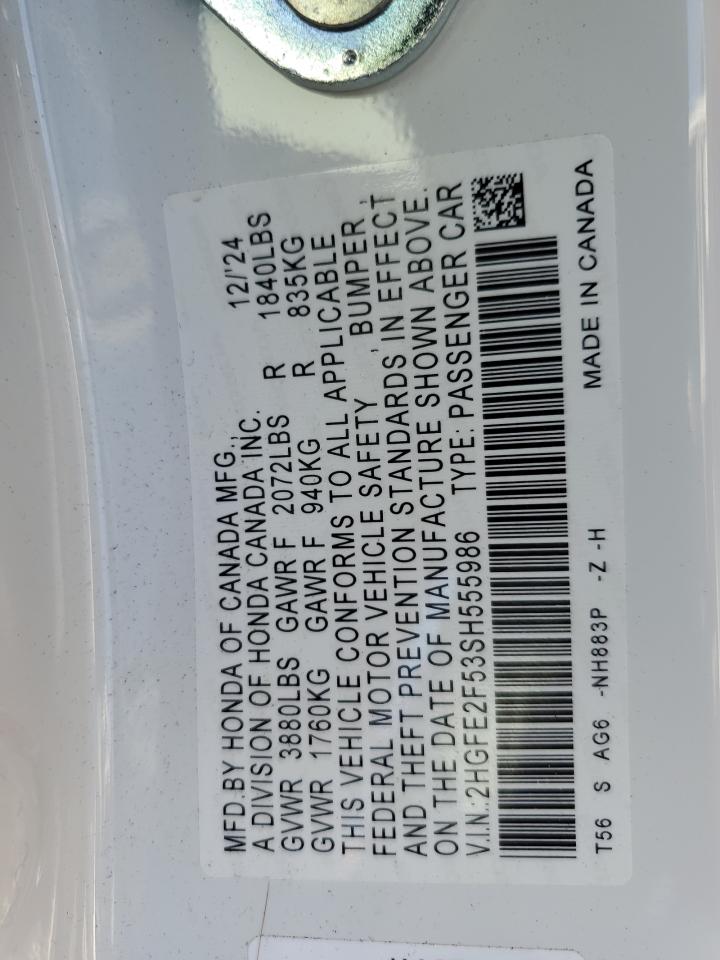 MFD.BY HONDA OF CANADA MFG., 12/'24
A DIVISION OF HONDA CANADA INC.
GVWR 3880LBS GAWR F 2072LBS R 1840LBS
GVWR 1760KG GAWR F 940KG R 835KG
THIS VEHICLE CONFORMS TO ALL APPLICABLE
FEDERAL MOTOR VEHICLE SAFETY , BUMPER ,
AND THEFT PREVENTION STANDARDS IN EFFECT
ON THE DATE OF MANUFACTURE SHOWN ABOVE.
V.I.N.:2HGFE2F53SH555986 TYPE: PASSENGER CAR
T56 S AG6 -NH883P -Z -H MADE IN CANADA